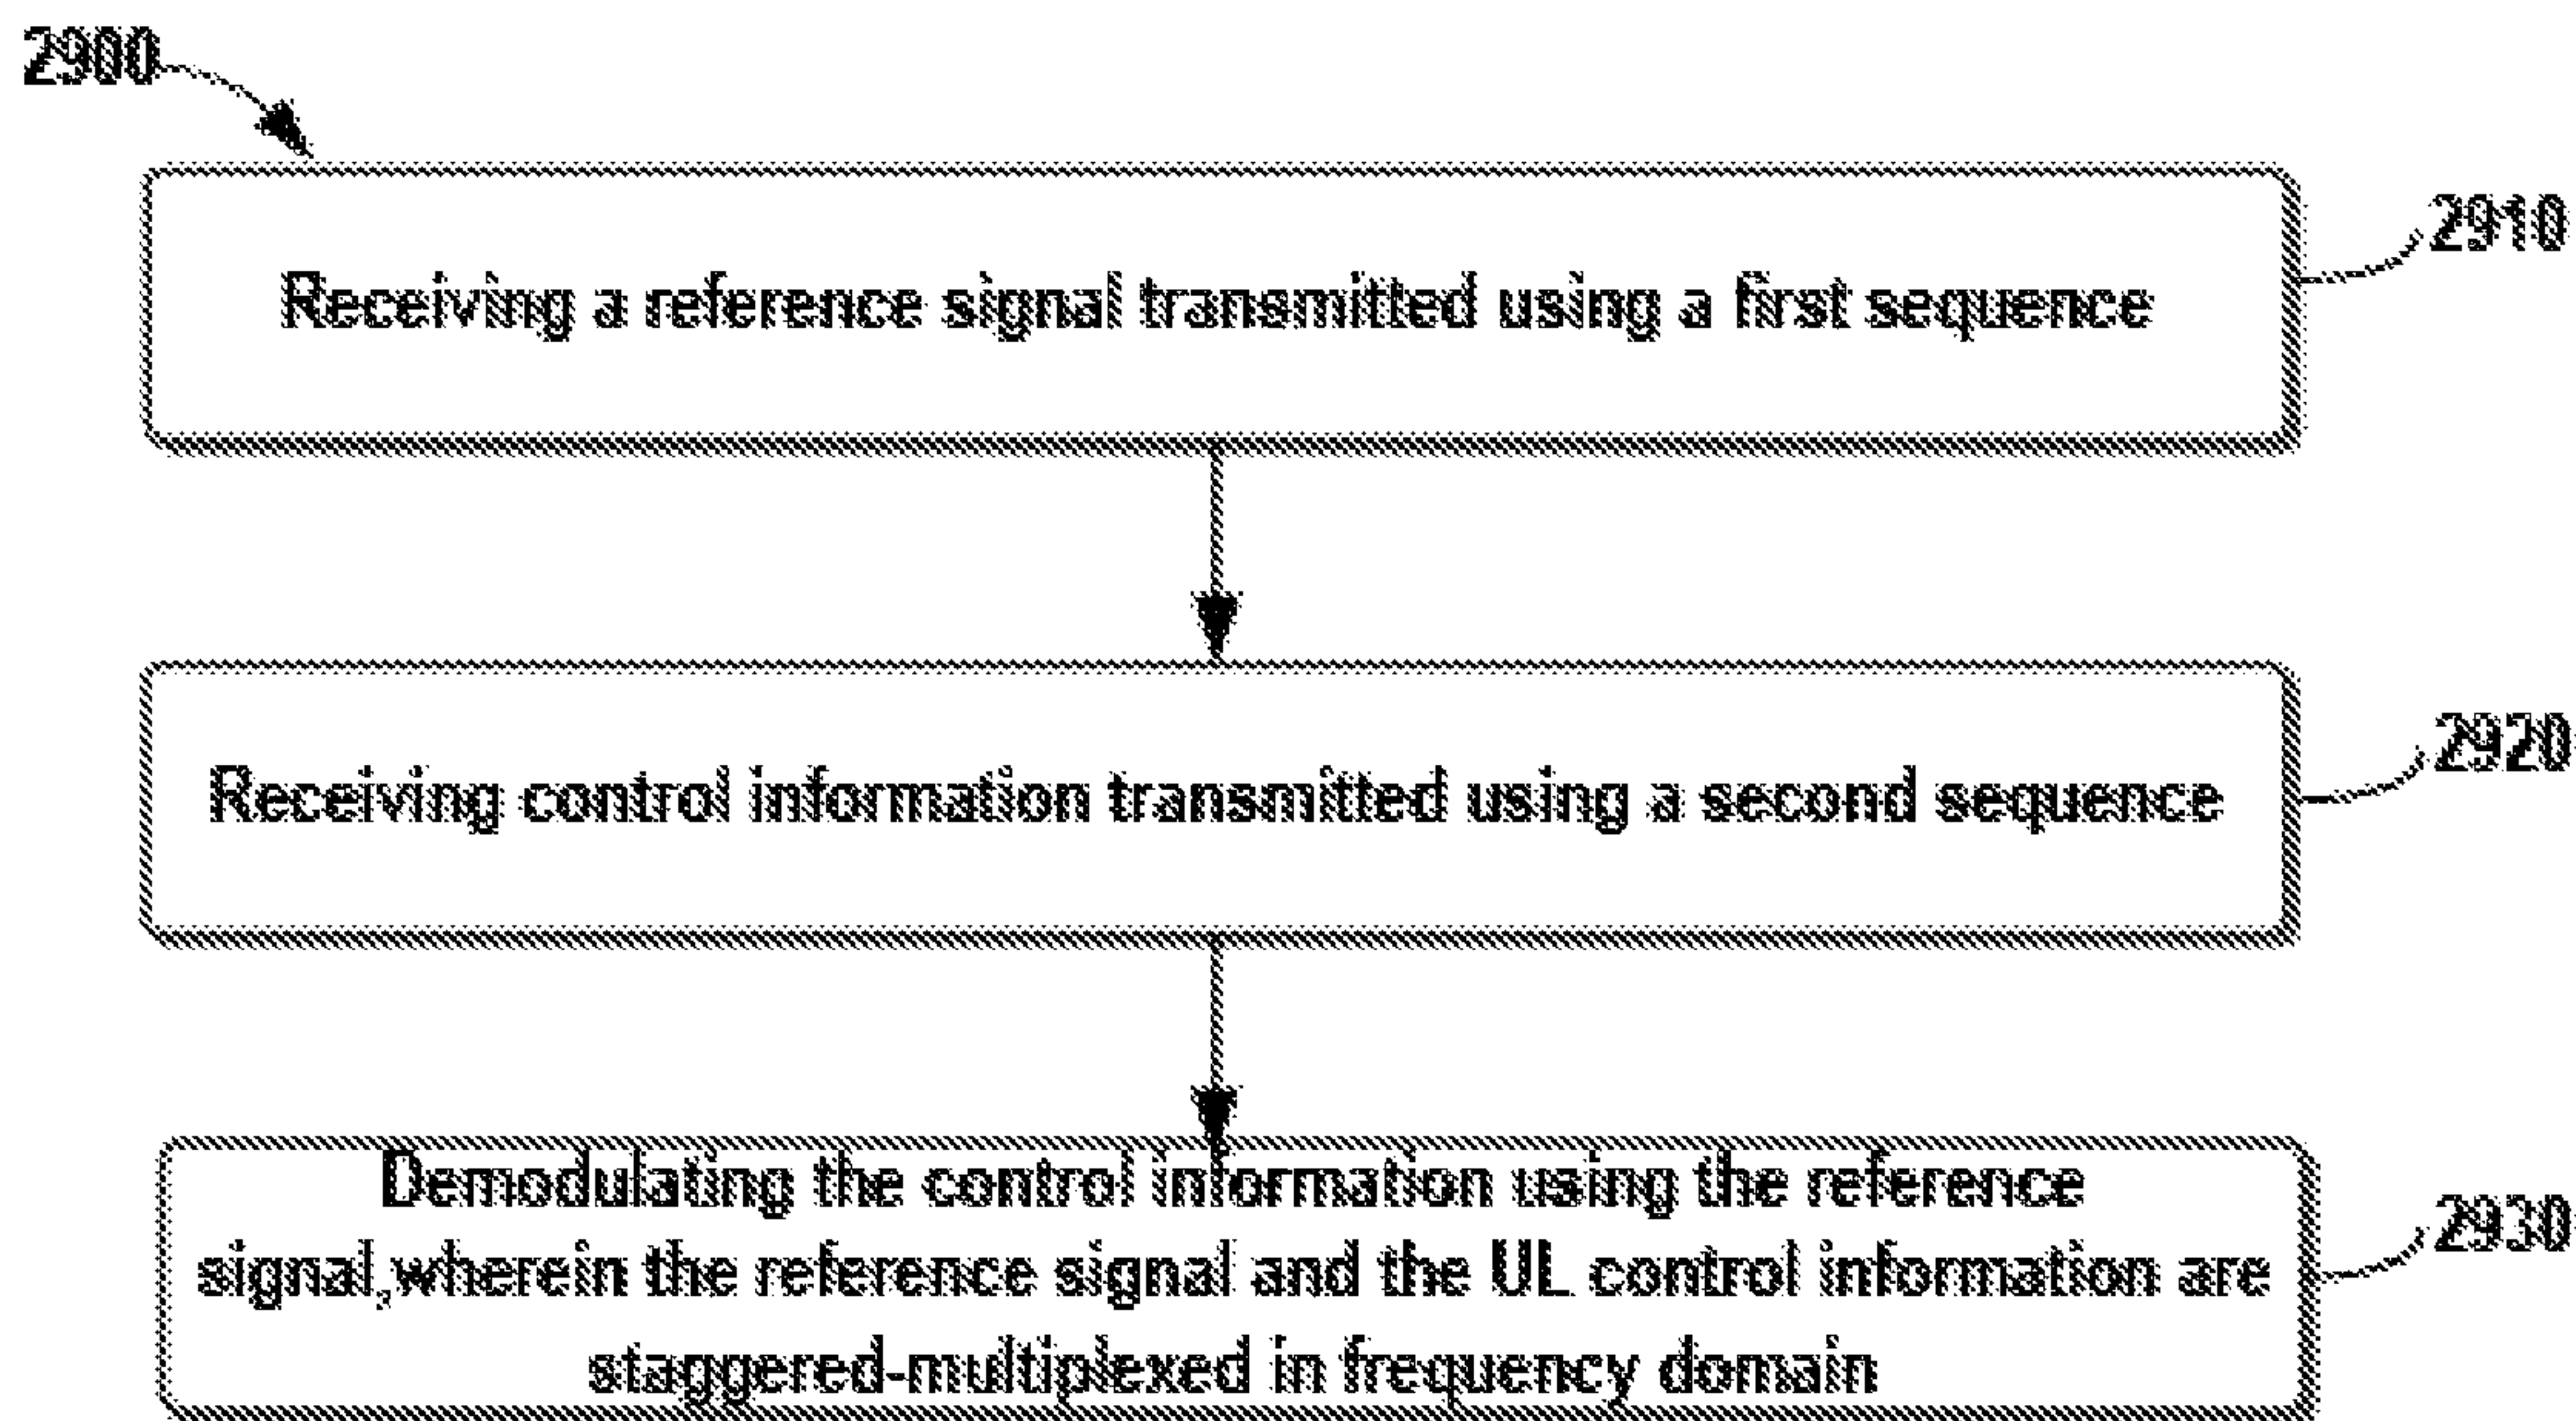 2900
Receiving a reference signal transmitted using a first sequence
2910
Receiving control information transmitted using a second sequence
2920
Demodulating the control information using the reference
signal,wherein the reference signal and the UL control information are
staggered-multiplexed in frequency domain
2930